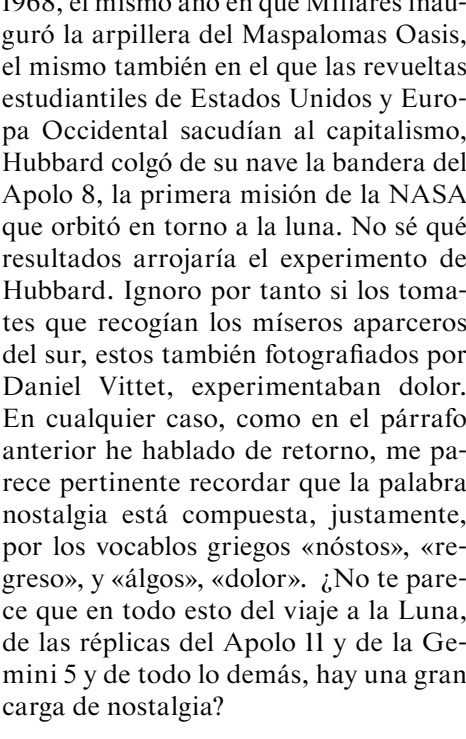 1968, el mismo año en que Millares inau-
guró la arpillera del Maspalomas Oasis,
el mismo también en el que las revueltas
estudiantiles de Estados Unidos y Euro-
pa Occidental sacudían al capitalismo,
Hubbard colgó de su nave la bandera del
Apolo 8, la primera misión de la NASA
que orbitó en torno a la luna. No sé qué
resultados arrojaría el experimento de
Hubbard. Ignoro por tanto si los toma-
tes que recogían los míseros aparceros
del sur, estos también fotografiados por
Daniel Vittet, experimentaban dolor.
En cualquier caso, como en el párrafo
anterior he hablado de retorno, me pa-
rece pertinente recordar que la palabra
nostalgia está compuesta, justamente,
por los vocablos griegos «nóstos», «re-
greso», y «álgos», «dolor». ¿No te pare-
ce que en todo esto del viaje a la Luna,
de las réplicas del Apolo 11 y de la Ge-
mini 5 y de todo lo demás, hay una gran
carga de nostalgia?